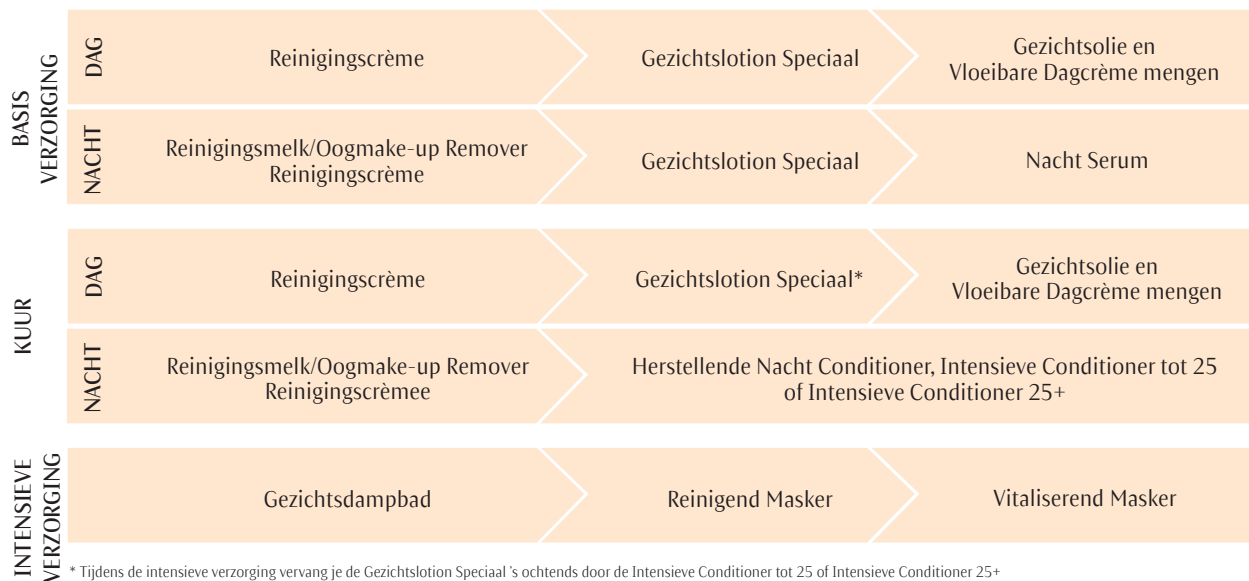 BASIS
VERZORGING
DAG
Reinigingscrème
Gezichtslotion Speciaal
Gezichtsolie en
Vloeibare Dagcrème mengen
NACHT
Reinigingsmelk/Oogmake-up Remover
Reinigingscrème
Gezichtslotion Speciaal
Nacht Serum
KUUR
DAG
Reinigingscrème
Gezichtslotion Speciaal*
Gezichtsolie en
Vloeibare Dagcrème mengen
NACHT
Reinigingsmelk/Oogmake-up Remover
Reinigingscrèmee
Herstellende Nacht Conditioner, Intensieve Conditioner tot 25
of Intensieve Conditioner 25+
INTENSIEVE
VERZORGING
Gezichtsdampbad
Reinigend Masker
Vitaliserend Masker
* Tijdens de intensieve verzorging vervang je de Gezichtslotion Speciaal 's ochtends door de Intensieve Conditioner tot 25 of Intensieve Conditioner 25+